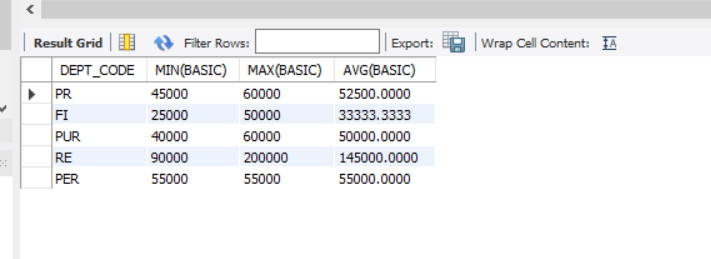 Result Grid Filter Rows: Export: Wrap Cell Content: IA
DEPT_CODE MIN(BASIC) MAX(BASIC) AVG(BASIC)
PR 45000 60000 52500.0000
FI 25000 50000 33333.3333
PUR 40000 60000 50000.0000
RE 90000 200000 145000.0000
PER 55000 55000 55000.0000